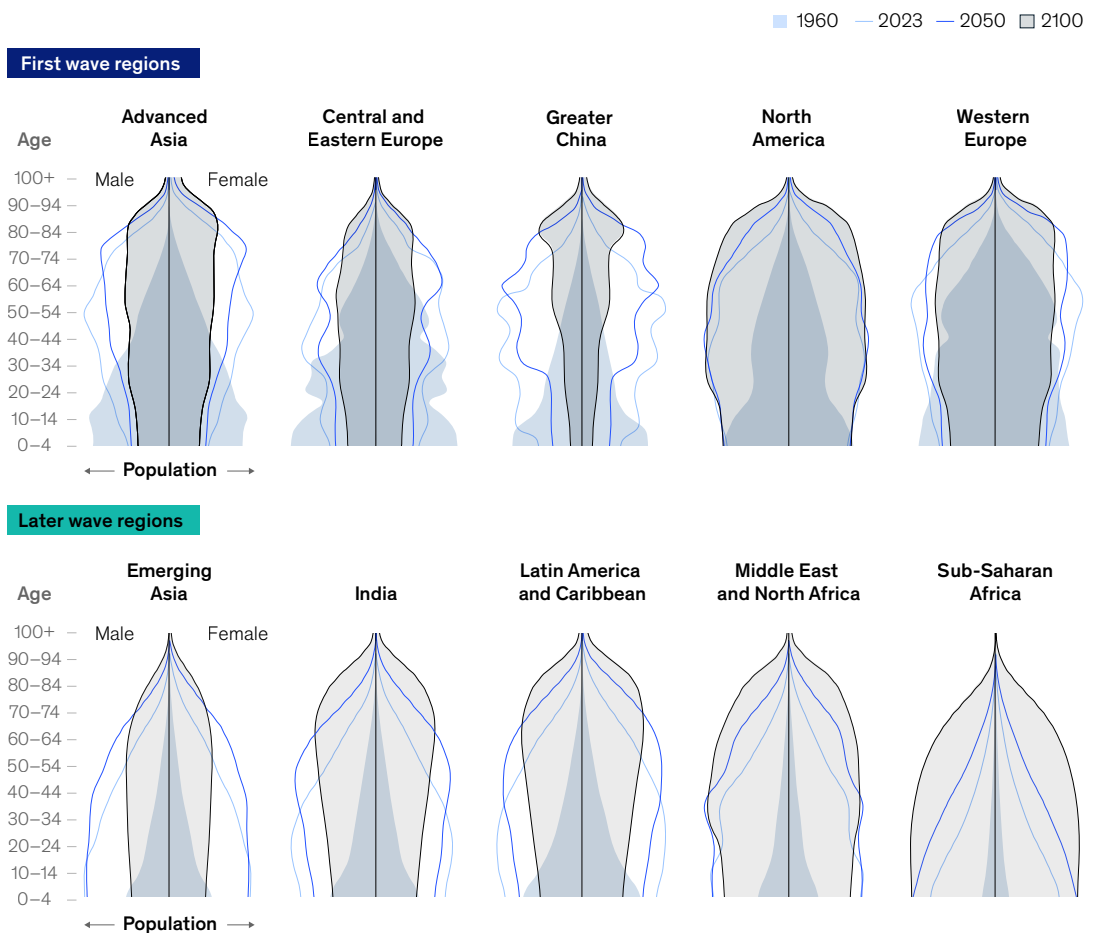 1960 2023 2050 2100
First wave regions
Advanced Asia
Central and Eastern Europe
Greater China
North America
Western Europe
Age
Male Female
100+
90–94
80–84
70–74
60–64
50–54
40–44
30–34
20–24
10–14
0–4
Population
Later wave regions
Emerging Asia
India
Latin America and Caribbean
Middle East and North Africa
Sub-Saharan Africa
Age
Male Female
100+
90–94
80–84
70–74
60–64
50–54
40–44
30–34
20–24
10–14
0–4
Population